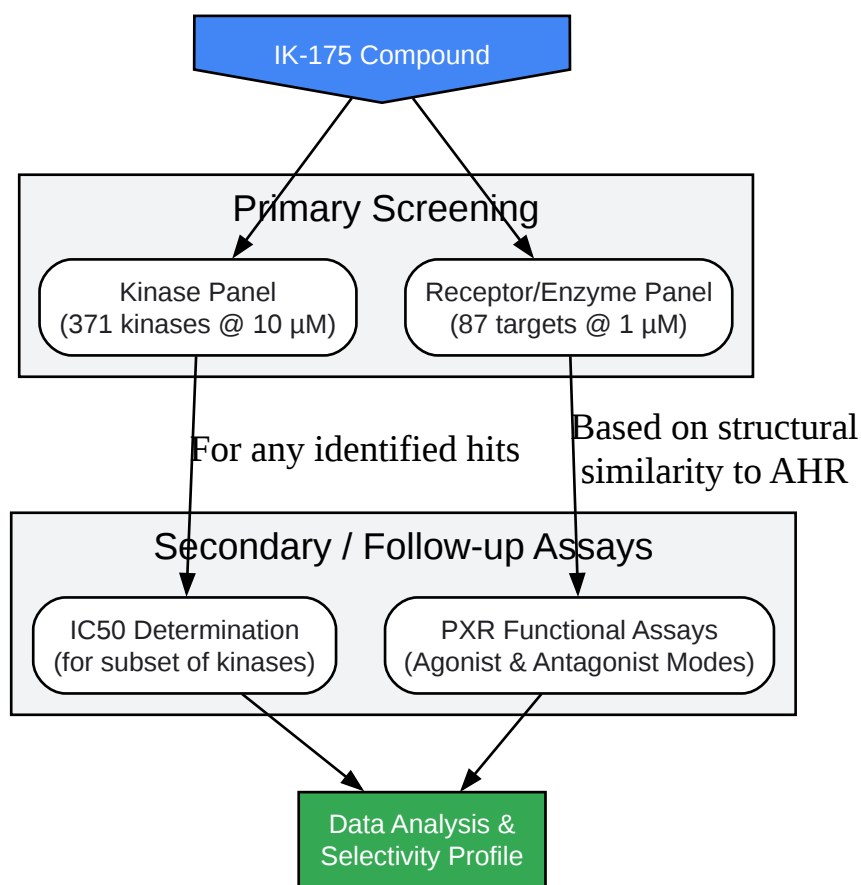 IK-175 Compound
Primary Screening
Kinase Panel
(371 kinases @ 10 µM)
Receptor/Enzyme Panel
(87 targets @ 1 µM)
For any identified hits
Based on structural
similarity to AHR
Secondary / Follow-up Assays
IC50 Determination
(for subset of kinases)
PXR Functional Assays
(Agonist & Antagonist Modes)
Data Analysis &
Selectivity Profile